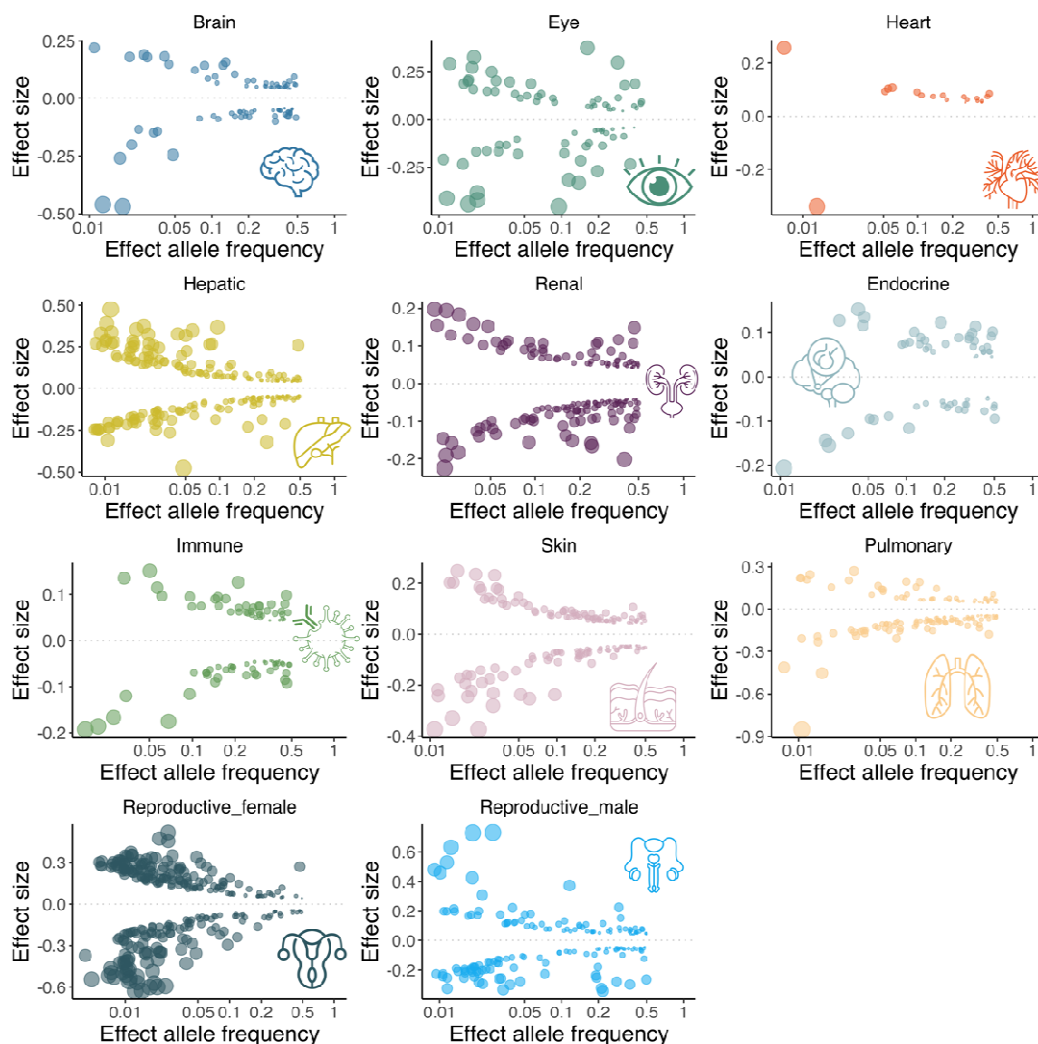 Brain
Eye
Heart
0.25
0.00
-0.25
-0.50
Effect size
0.01 0.05 0.1 0.2 0.5 1
Effect allele frequency
0.25
0.00
-0.25
Effect size
0.01 0.05 0.1 0.2 0.5 1
Effect allele frequency
0.2
0.0
-0.2
Effect size
0.01 0.05 0.1 0.2 0.5 1
Effect allele frequency
Hepatic
Renal
Endocrine
0.50
0.25
0.00
-0.25
-0.50
Effect size
0.01 0.05 0.1 0.2 0.5 1
Effect allele frequency
0.2
0.1
0.0
-0.1
-0.2
Effect size
0.05 0.1 0.2 0.5 1
Effect allele frequency
0.1
0.0
-0.1
-0.2
Effect size
0.01 0.05 0.1 0.2 0.5 1
Effect allele frequency
Immune
Skin
Pulmonary
0.1
0.0
-0.1
-0.2
Effect size
0.05 0.1 0.2 0.5 1
Effect allele frequency
0.2
0.0
-0.2
-0.4
Effect size
0.01 0.05 0.1 0.2 0.5 1
Effect allele frequency
0.3
0.0
-0.3
-0.6
-0.9
Effect size
0.01 0.05 0.1 0.2 0.5 1
Effect allele frequency
Reproductive_female
Reproductive_male
0.3
0.0
-0.3
-0.6
Effect size
0.01 0.05 0.1 0.2 0.5 1
Effect allele frequency
0.6
0.4
0.2
0.0
-0.2
Effect size
0.01 0.05 0.1 0.2 0.5 1
Effect allele frequency